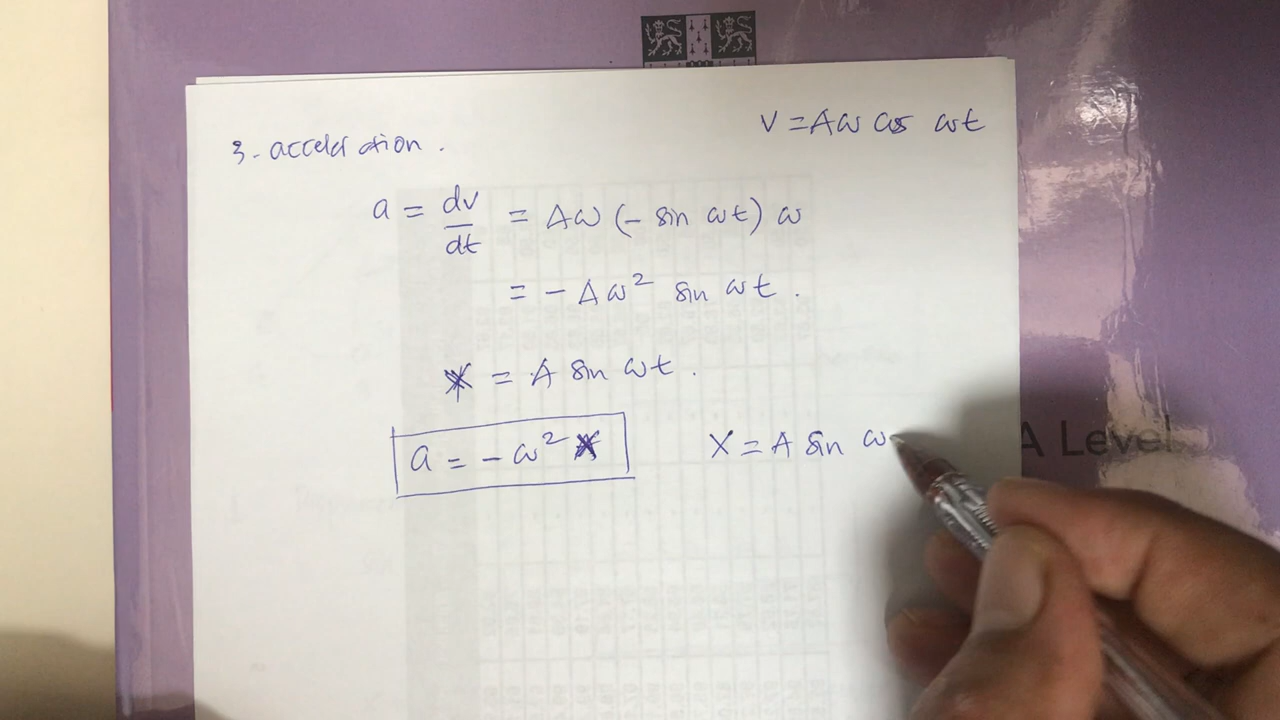 V = Aω cos ωt
3. acceleration.
a = dv/dt = Aω (- sin ωt) ω
= - Aω² sin ωt.
x = A sin ωt.
a = - ω² x
X = A sin ω
A Level